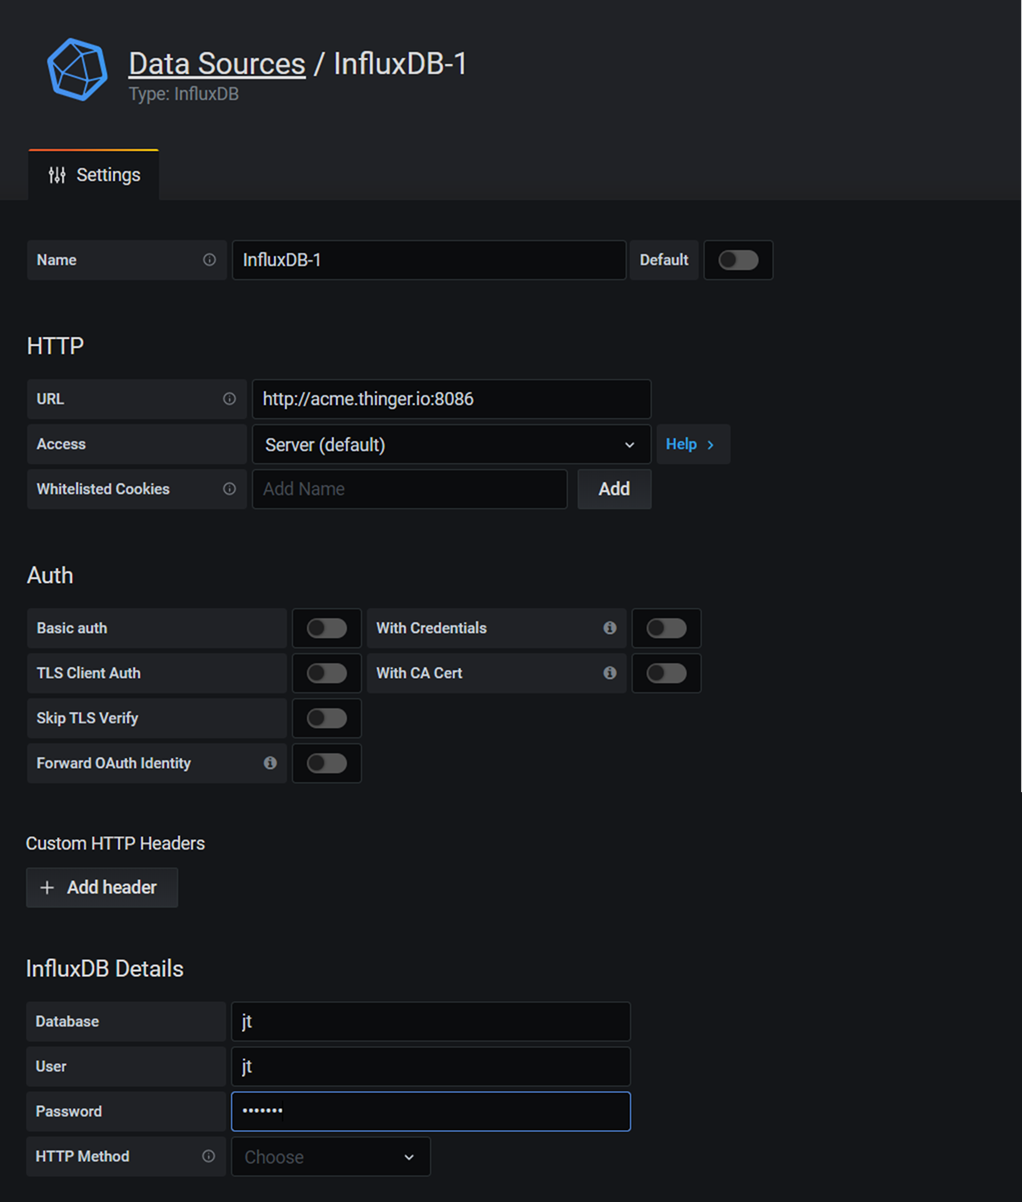 Data Sources / InfluxDB-1
Type: InfluxDB
Settings
Name InfluxDB-1 Default
HTTP
URL http://acme.thinger.io:8086
Access Server (default) Help >
Whitelisted Cookies Add Name Add
Auth
Basic auth With Credentials
TLS Client Auth With CA Cert
Skip TLS Verify
Forward OAuth Identity
Custom HTTP Headers
+ Add header
InfluxDB Details
Database jt
User jt
Password •••••••
HTTP Method Choose